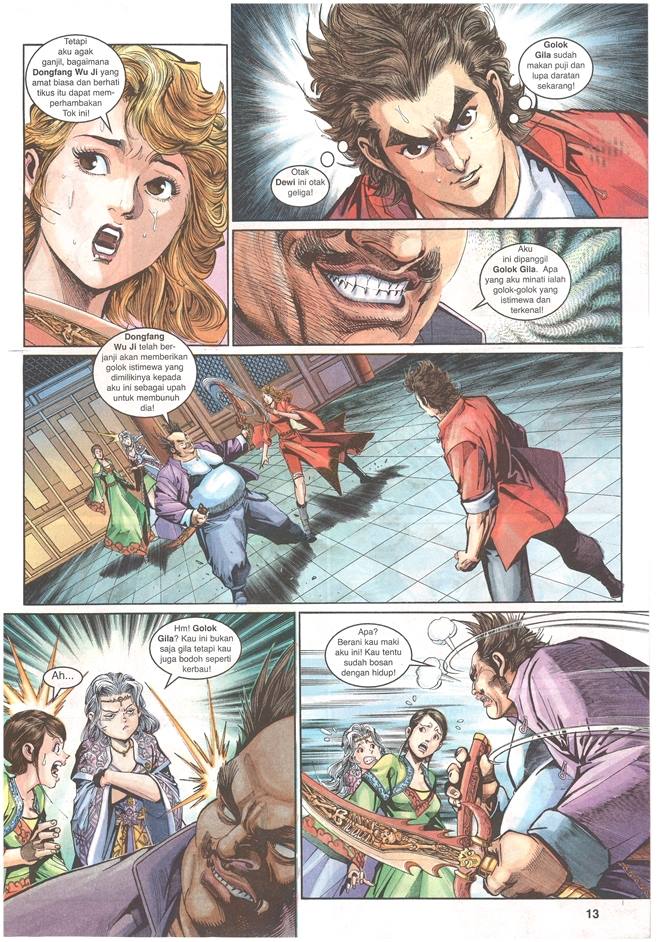 Tetapi
aku agak
ganjil, bagaimana
Dongfang Wu Ji yang
amat biasa dan berhati
tikus itu dapat mem-
perhambakan
Tok ini!
Golok
Gila sudah
makan puji dan
lupa daratan
sekarang!
Otak
Dewi ini otak
geliga!
Aku
ini dipanggil
Golok Gila. Apa
yang aku minati ialah
golok-golok yang
istimewa dan
terkenal!
Dongfang
Wu Ji telah ber-
janji akan memberikan
golok istimewa yang
dimilikinya kepada
aku ini sebagai upah
untuk membunuh
dia!
Ah...
Hm! Golok
Gila? Kau ini bukan
saja gila tetapi kau
juga bodoh seperti
kerbau!
Apa?
Berani kau maki
aku ini! Kau tentu
sudah bosan
dengan hidup!
13